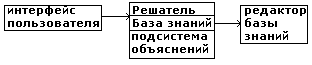 интерфейс
пользователя
Решатель
База знаний
подсистема
объяснений
редактор
базы
знаний